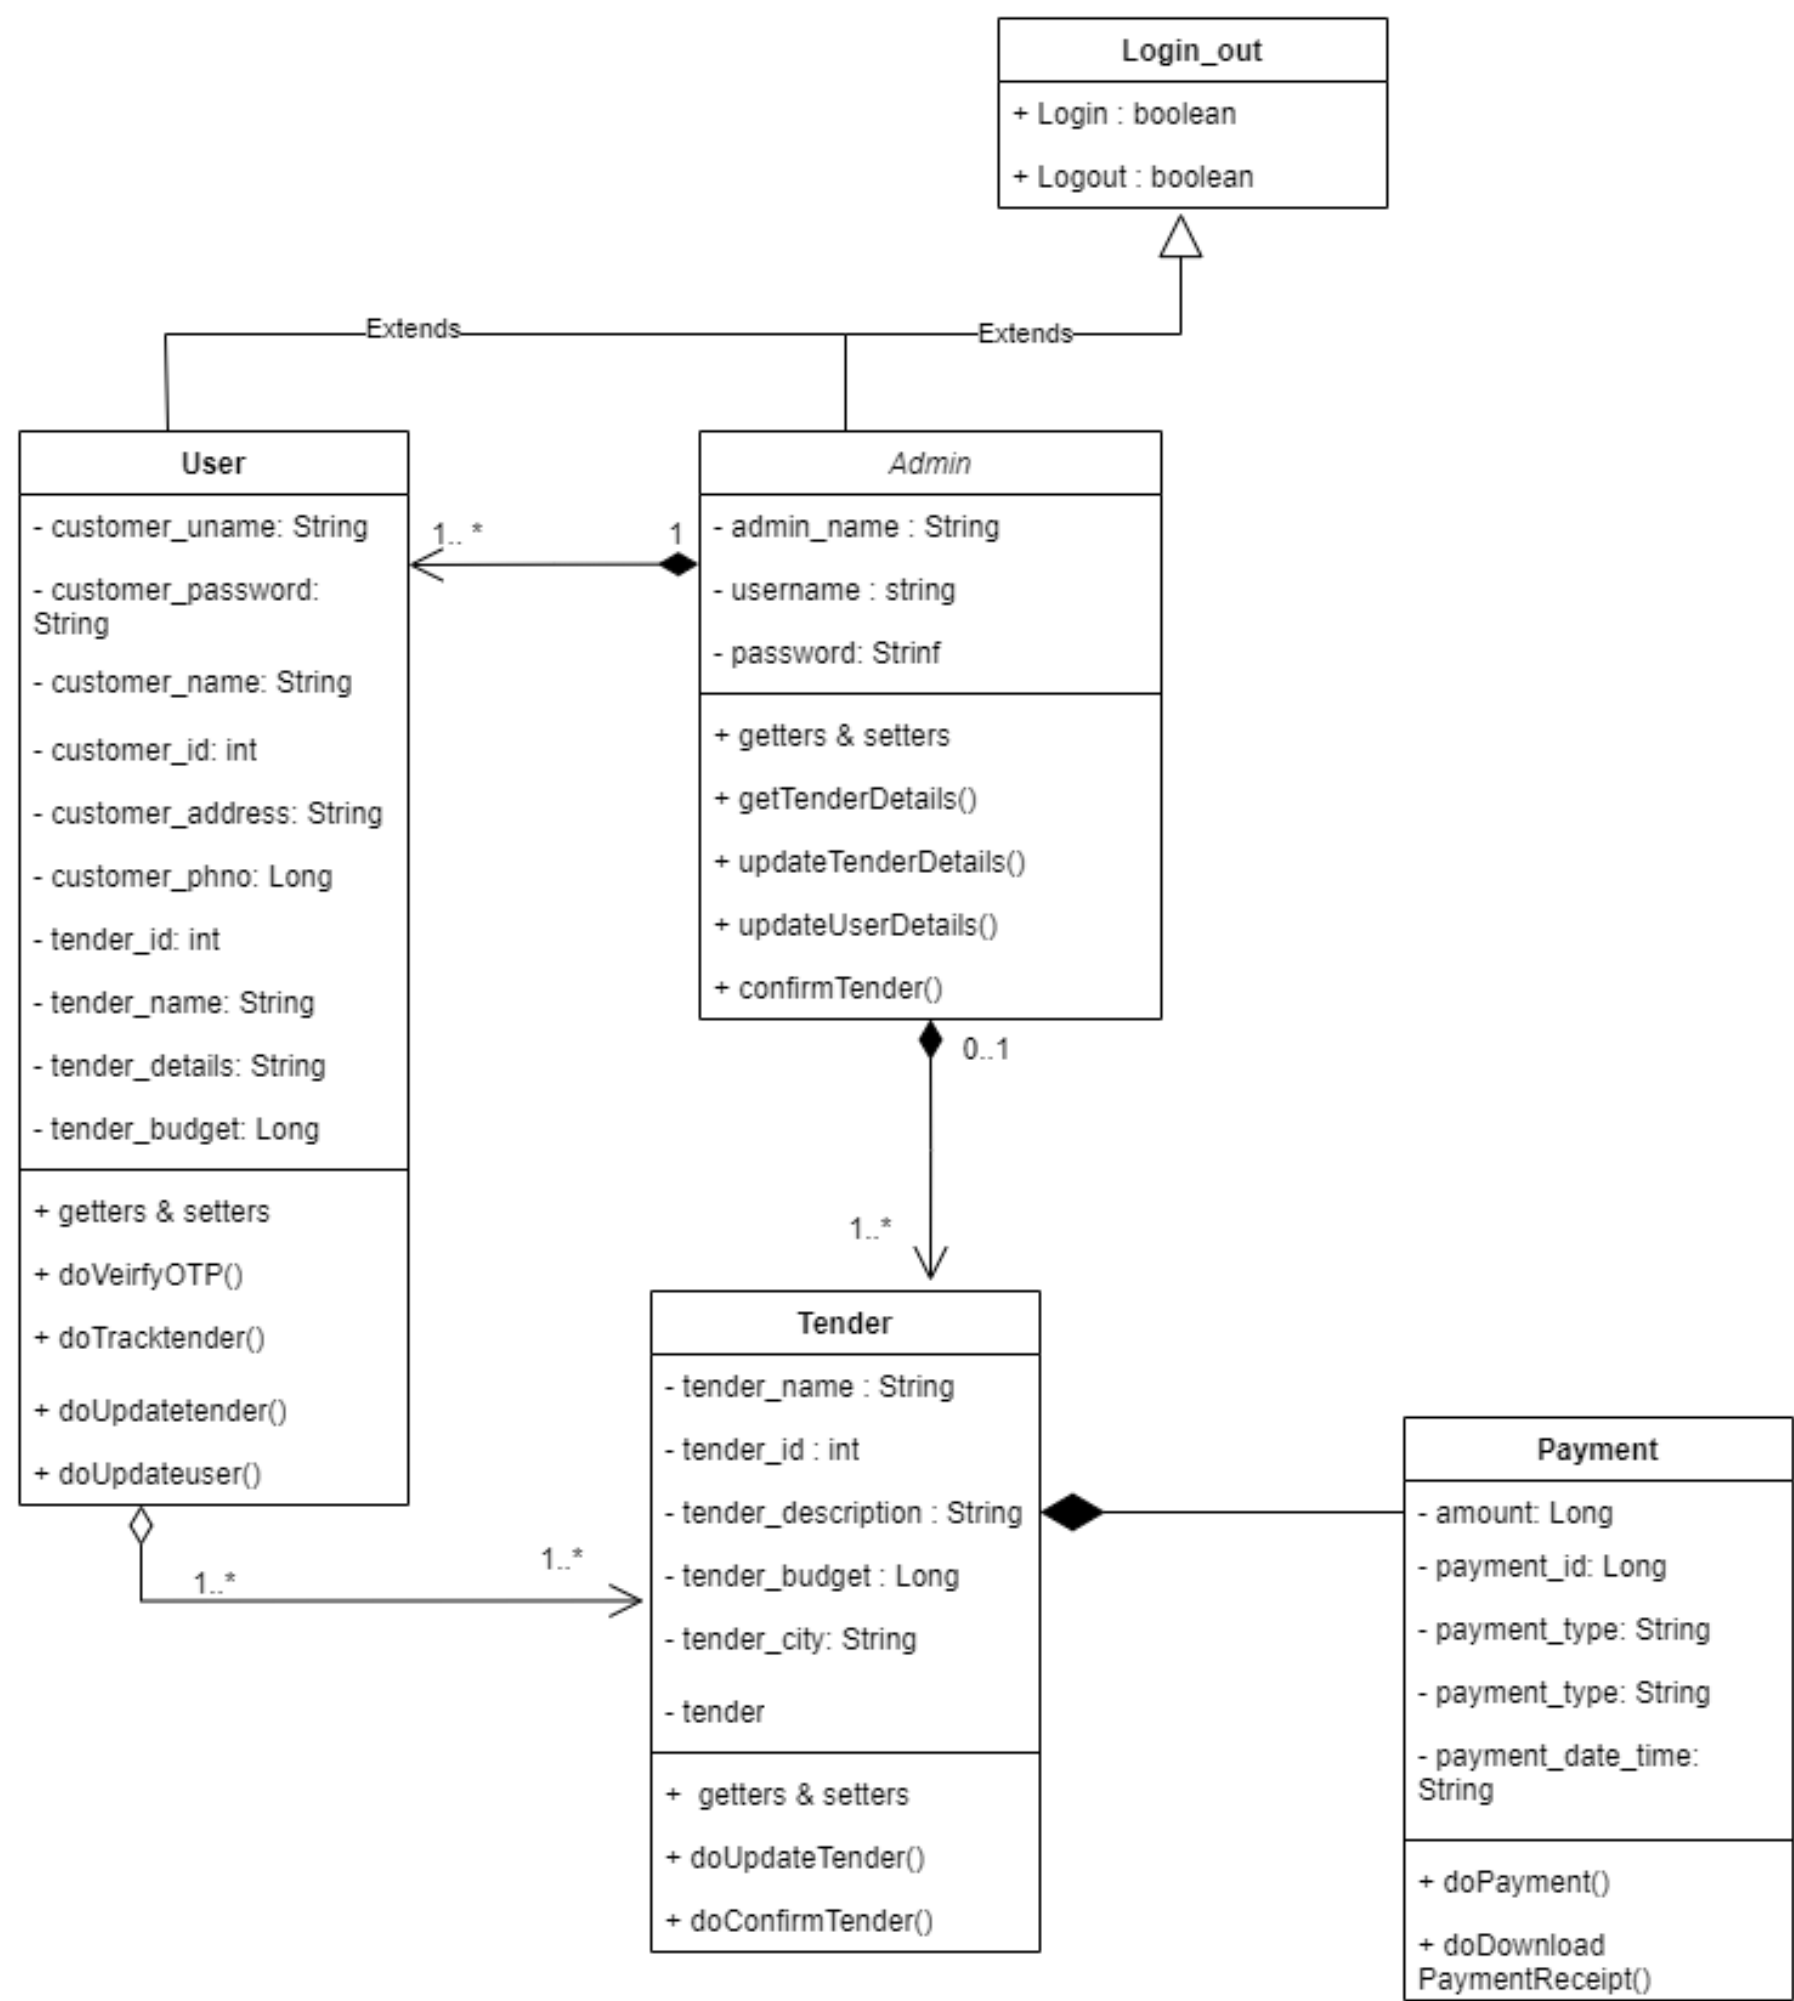 Login_out
+ Login : boolean
+ Logout : boolean
Extends
Extends
User
- customer_uname: String
- customer_password:
String
- customer_name: String
- customer_id: int
- customer_address: String
- customer_phno: Long
- tender_id: int
- tender_name: String
- tender_details: String
- tender_budget: Long
+ getters & setters
+ doVeirfyOTP()
+ doTracktender()
+ doUpdatetender()
+ doUpdateuser()
1.. *
1
Admin
- admin_name : String
- username : string
- password: Strinf
+ getters & setters
+ getTenderDetails()
+ updateTenderDetails()
+ updateUserDetails()
+ confirmTender()
0..1
1..*
1..*
1..*
Tender
- tender_name : String
- tender_id : int
- tender_description : String
- tender_budget : Long
- tender_city: String
- tender
+ getters & setters
+ doUpdateTender()
+ doConfirmTender()
Payment
- amount: Long
- payment_id: Long
- payment_type: String
- payment_type: String
- payment_date_time:
String
+ doPayment()
+ doDownload
PaymentReceipt()